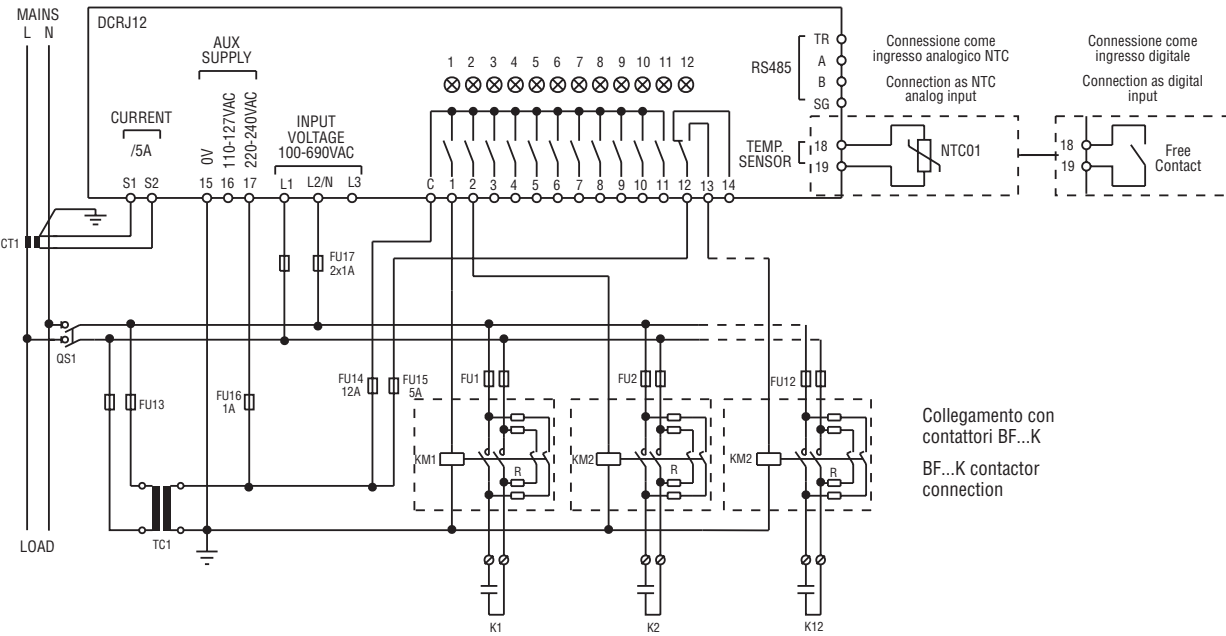 MAINS
L N
DCRJ12
AUX
SUPPLY
0V
110-127VAC
220-240VAC
CURRENT
/5A
INPUT
VOLTAGE
100-690VAC
1 2 3 4 5 6 7 8 9 10 11 12
RS485
TR
A
B
SG
TEMP.
SENSOR
18
19
Connessione come
ingresso analogico NTC
Connection as NTC
analog input
NTC01
Connessione come
ingresso digitale
Connection as digital
input
18
19
Free
Contact
S1 S2 15 16 17 L1 L2/N L3 C 1 2 3 4 5 6 7 8 9 10 11 12 13 14
CT1
FU17
2x1A
QS1
FU13
FU16
1A
FU14
12A
FU15
5A
FU1
FU2
FU12
KM1
R
KM2
R
KM2
R
Collegamento con
contattori BF...K
BF...K contactor
connection
LOAD
TC1
K1
K2
K12